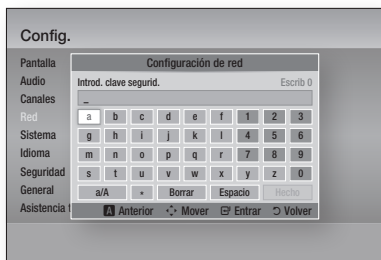 Config.
Pantalla
Audio
Canales
Red
Sistema
Idioma
Seguridad
General
Asistencia t
Configuración de red
Introd. clave segurid.
Escrib 0
_
a b c d e f 1 2 3
g h i j k l 4 5 6
m n o p q r 7 8 9
s t u v w x y z 0
a/A * Borrar Espacio Hecho
A Anterior Mover Entrar Volver